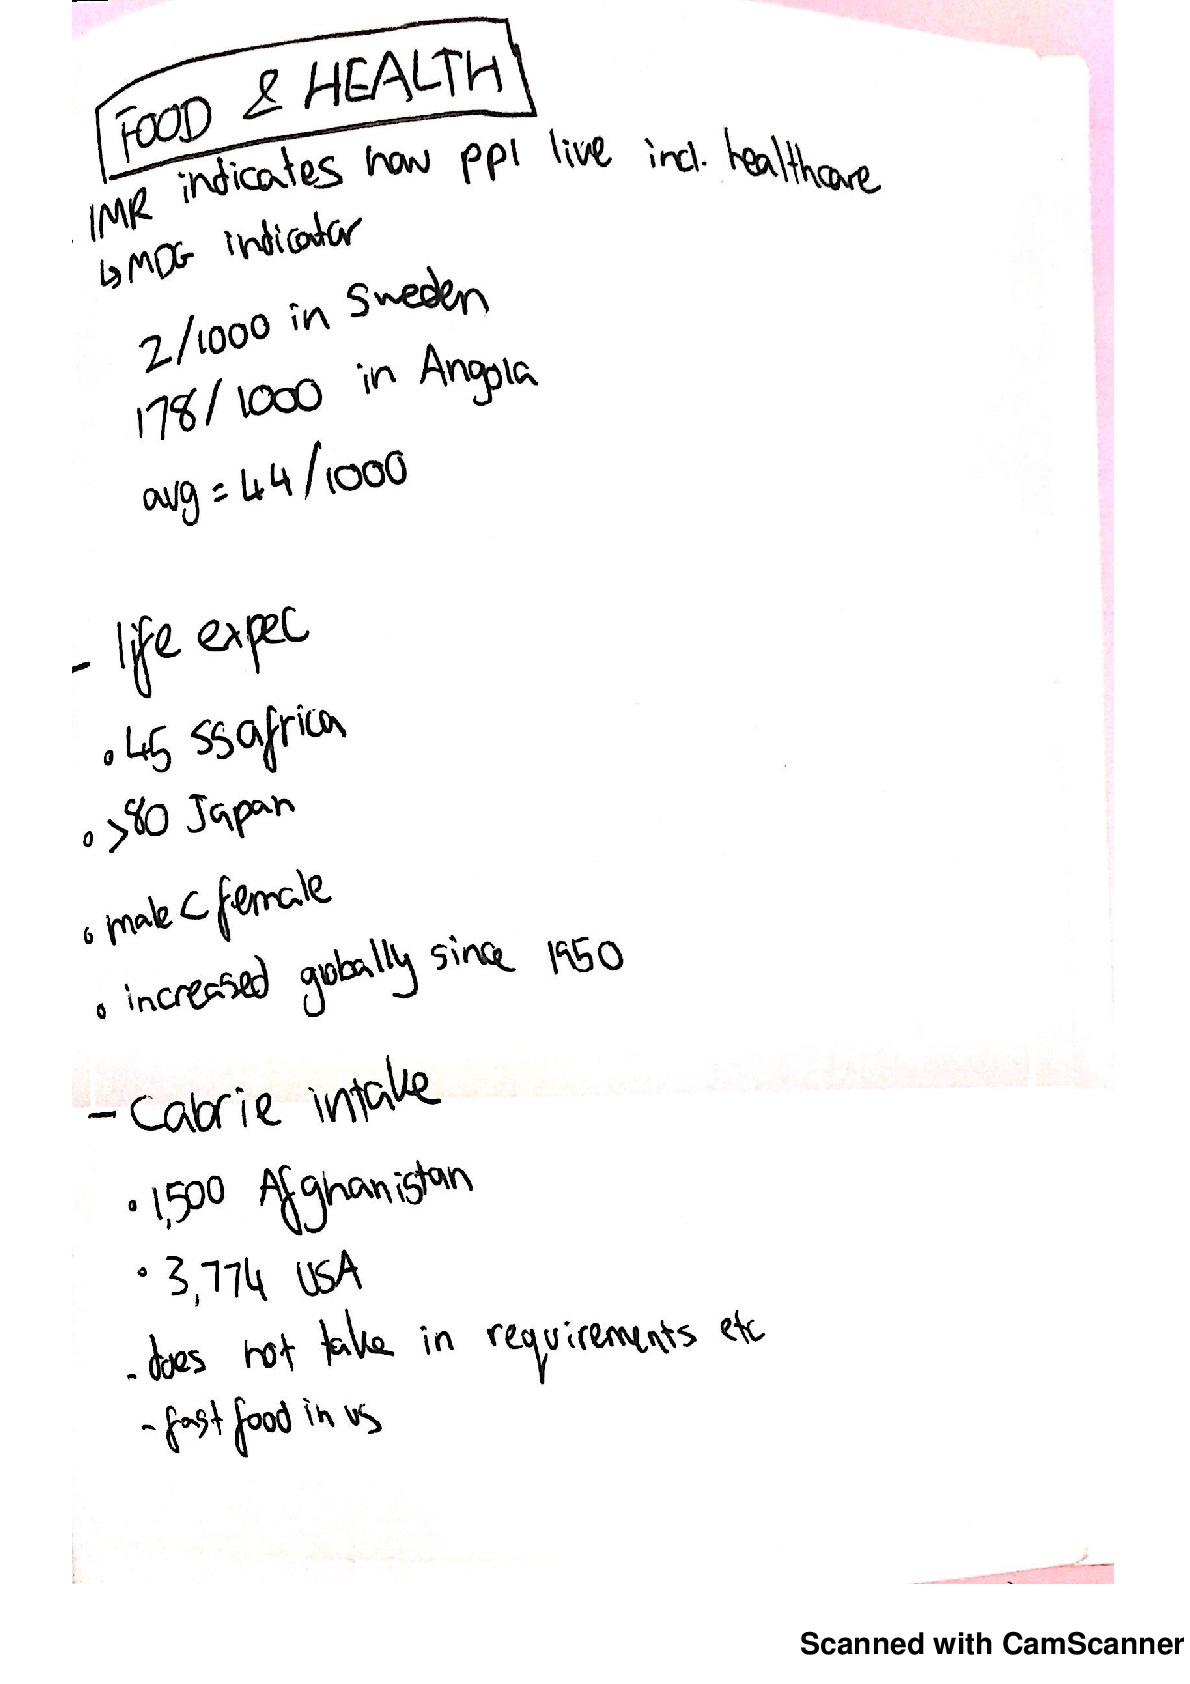 FOOD & HEALTH
IMR indicates how ppl live incl. healthcare
↳ MDG indicator
2/1000 in Sweden
178/1000 in Angola
avg = 44/1000
- life expec
• 45 ss africa
• >80 Japan
• male < female
• increased globally since 1950
- Calorie intake
• 1,500 Afghanistan
• 3,774 USA
- does not take in requirements etc
- fast food in us
Scanned with CamScanner